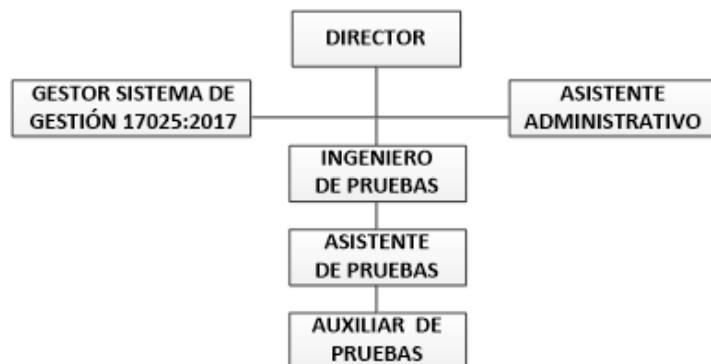 DIRECTOR
GESTOR SISTEMA DE
GESTIÓN 17025:2017
ASISTENTE
ADMINISTRATIVO
INGENIERO
DE PRUEBAS
ASISTENTE
DE PRUEBAS
AUXILIAR DE
PRUEBAS